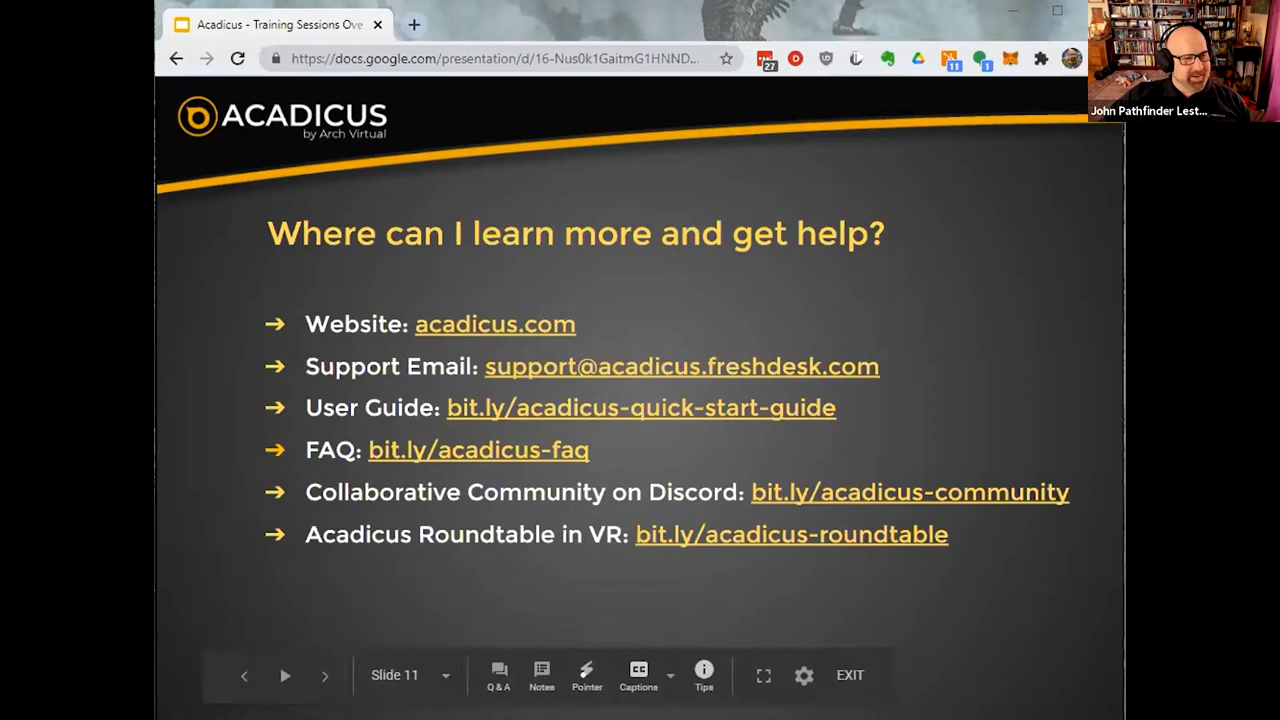 Acadicus - Training Sessions Ove
https://docs.google.com/presentation/d/16-Nus0k1GaitmG1HNND...
27
11
1
John Pathfinder Lest...
ACADICUS
by Arch Virtual
Where can I learn more and get help?
➔ Website: acadicus.com
➔ Support Email: support@acadicus.freshdesk.com
➔ User Guide: bit.ly/acadicus-quick-start-guide
➔ FAQ: bit.ly/acadicus-faq
➔ Collaborative Community on Discord: bit.ly/acadicus-community
➔ Acadicus Roundtable in VR: bit.ly/acadicus-roundtable
Slide 11
Q & A Notes Pointer Captions Tips EXIT